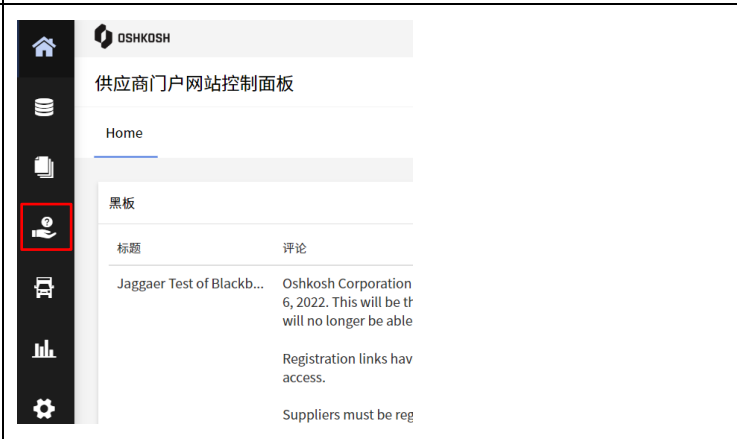 OSHKOSH
供应商门户网站控制面板
Home
黑板
标题 评论
Jaggaer Test of Blackb... Oshkosh Corporation
6, 2022. This will be
will no longer be able
Registration links hav
access.
Suppliers must be reg